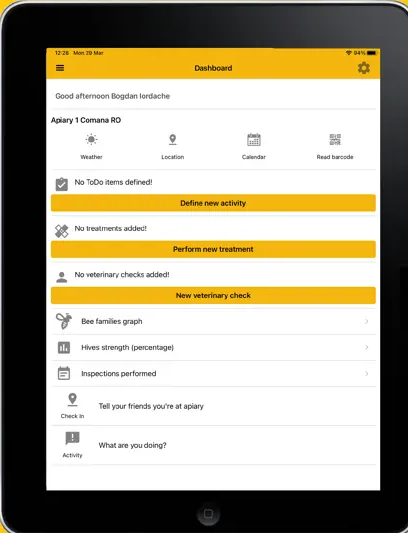 12:26 Mon 29 Mar
94%
Dashboard
Good afternoon Bogdan Iordache
Apiary 1 Comana RO
Weather Location Calendar Read barcode
No ToDo items defined!
Define new activity
No treatments added!
Perform new treatment
No veterinary checks added!
New veterinary check
Bee families graph
Hives strength (percentage)
Inspections performed
Tell your friends you're at apiary
Check In
What are you doing?
Activity